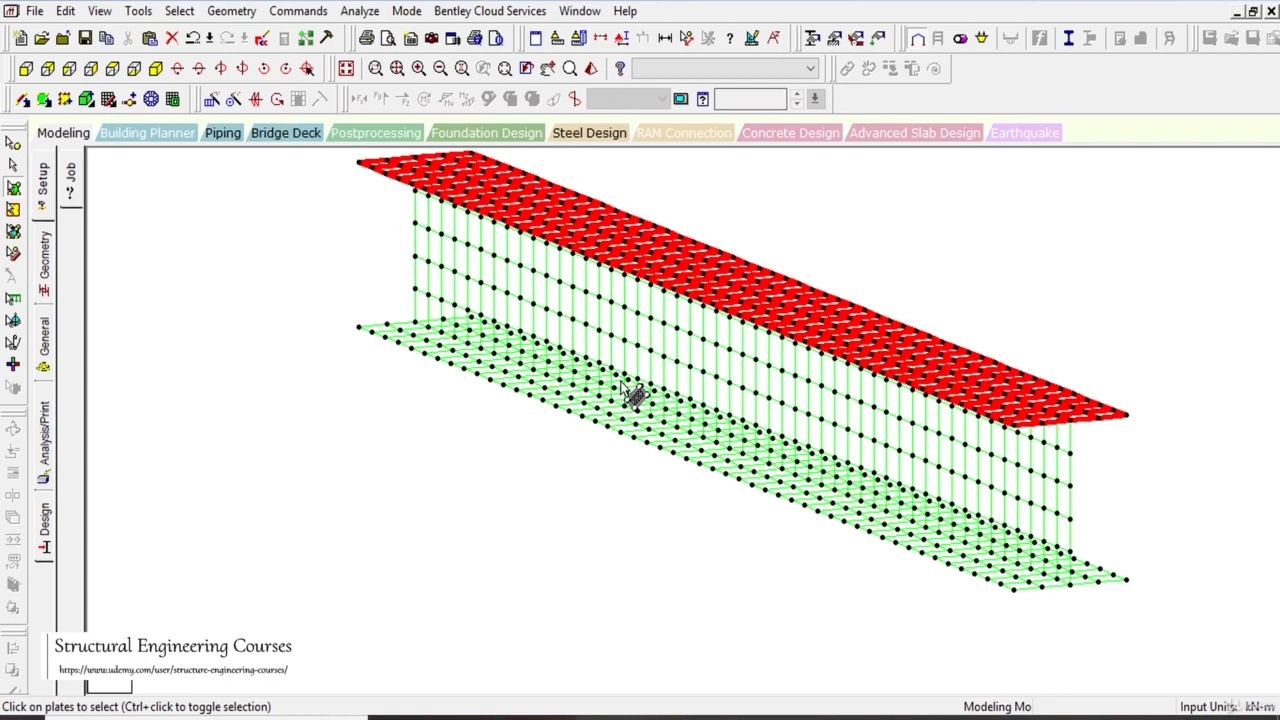 File Edit View Tools Select Geometry Commands Analyze Mode Bentley Cloud Services Window Help
Modeling Building Planner Piping Bridge Deck Postprocessing Foundation Design Steel Design RAM Connection Concrete Design Advanced Slab Design Earthquake
Setup
Job
Geometry
General
Analysis/Print
Design
Structural Engineering Courses
https://www.udemy.com/user/structure-engineering-courses/
Click on plates to select (Ctrl+click to toggle selection) Modeling Mo Input Units: kN-m